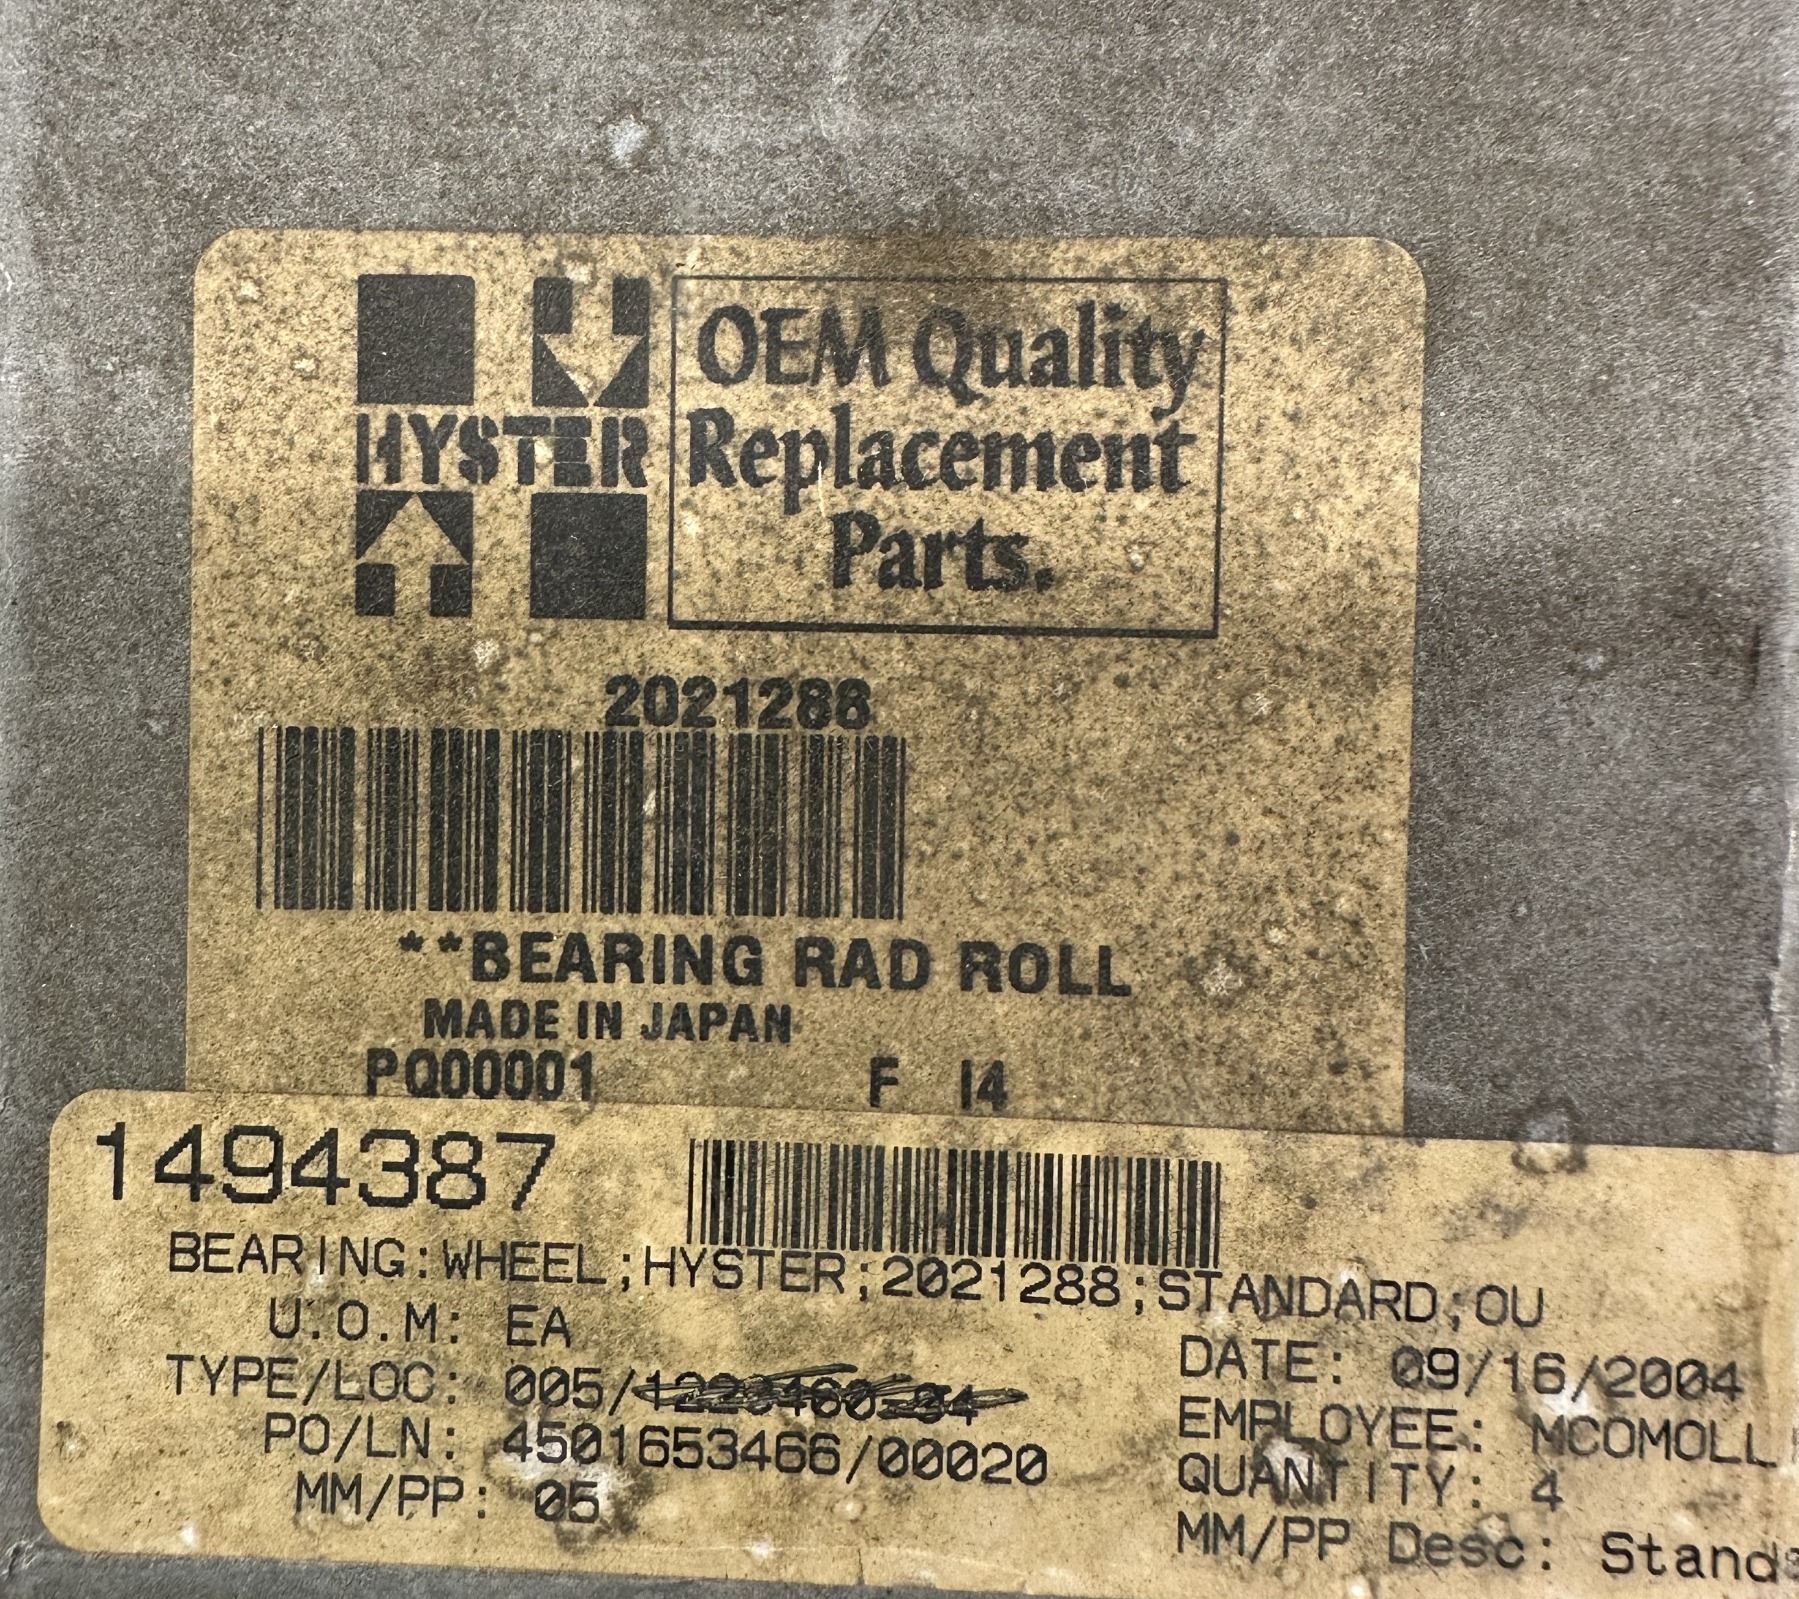 HYSTER
OEM Quality
Replacement
Parts.
2021288
**BEARING RAD ROLL
MADE IN JAPAN
PQ00001 F 14
1494387
BEARING:WHEEL;HYSTER;2021288;STANDARD;OU
U.O.M: EA
DATE: 09/16/2004
TYPE/LOC: 005/
EMPLOYEE: MCOMOLL
PO/LN: 4501653466/00020
QUANTITY: 4
MM/PP: 05
MM/PP Desc: Standa